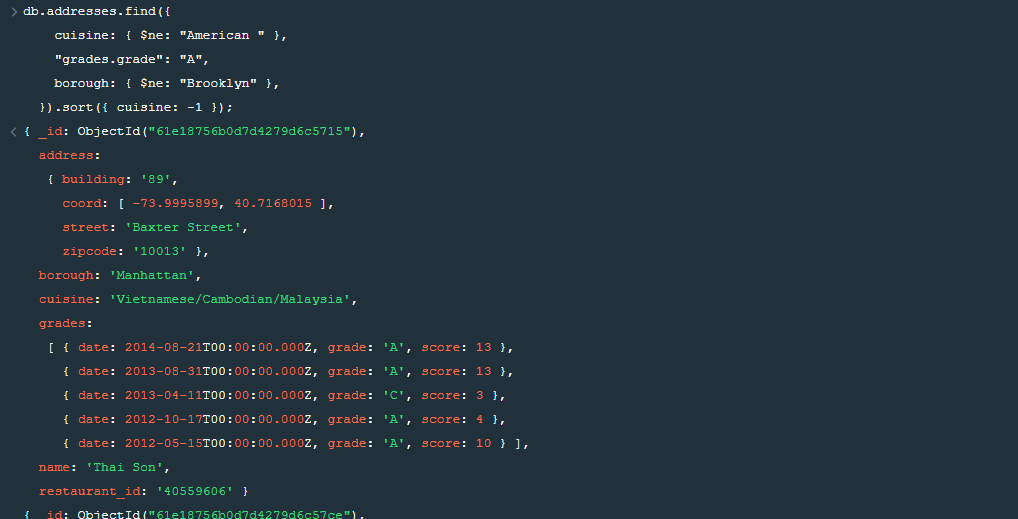 > db.addresses.find({
cuisine: { $ne: "American " },
"grades.grade": "A",
borough: { $ne: "Brooklyn" },
}).sort({ cuisine: -1 });
< { _id: ObjectId("61e18756b0d7d4279d6c5715"),
address:
{ building: '89',
coord: [ -73.9995899, 40.7168015 ],
street: 'Baxter Street',
zipcode: '10013' },
borough: 'Manhattan',
cuisine: 'Vietnamese/Cambodian/Malaysia',
grades:
[ { date: 2014-08-21T00:00:00.000Z, grade: 'A', score: 13 },
{ date: 2013-08-31T00:00:00.000Z, grade: 'A', score: 13 },
{ date: 2013-04-11T00:00:00.000Z, grade: 'C', score: 3 },
{ date: 2012-10-17T00:00:00.000Z, grade: 'A', score: 4 },
{ date: 2012-05-15T00:00:00.000Z, grade: 'A', score: 10 } ],
name: 'Thai Son',
restaurant_id: '40559606' }
{ _id: ObjectId("61e18756b0d7d4279d6c57ce"),